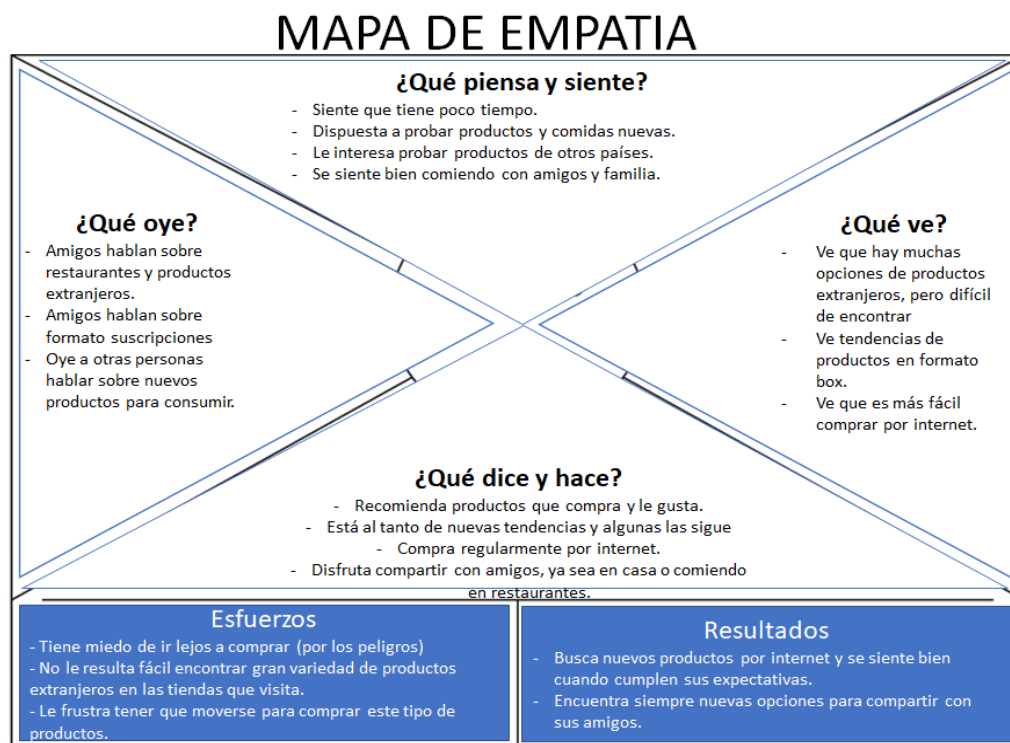 MAPA DE EMPATIA
¿Qué piensa y siente?
- Siente que tiene poco tiempo.
- Dispuesta a probar productos y comidas nuevas.
- Le interesa probar productos de otros países.
- Se siente bien comiendo con amigos y familia.
¿Qué oye?
- Amigos hablan sobre
restaurantes y productos
extranjeros.
- Amigos hablan sobre
formato suscripciones
- Oye a otras personas
hablar sobre nuevos
productos para consumir.
¿Qué ve?
- Ve que hay muchas
opciones de productos
extranjeros, pero difícil
de encontrar
- Ve tendencias de
productos en formato
box.
- Ve que es más fácil
comprar por internet.
¿Qué dice y hace?
- Recomienda productos que compra y le gusta.
- Está al tanto de nuevas tendencias y algunas las sigue
- Compra regularmente por internet.
- Disfruta compartir con amigos, ya sea en casa o comiendo
en restaurantes.
Esfuerzos
- Tiene miedo de ir lejos a comprar (por los peligros)
- No le resulta fácil encontrar gran variedad de productos
extranjeros en las tiendas que visita.
- Le frustra tener que moverse para comprar este tipo de
productos.
Resultados
- Busca nuevos productos por internet y se siente bien
cuando cumplen sus expectativas.
- Encuentra siempre nuevas opciones para compartir con
sus amigos.